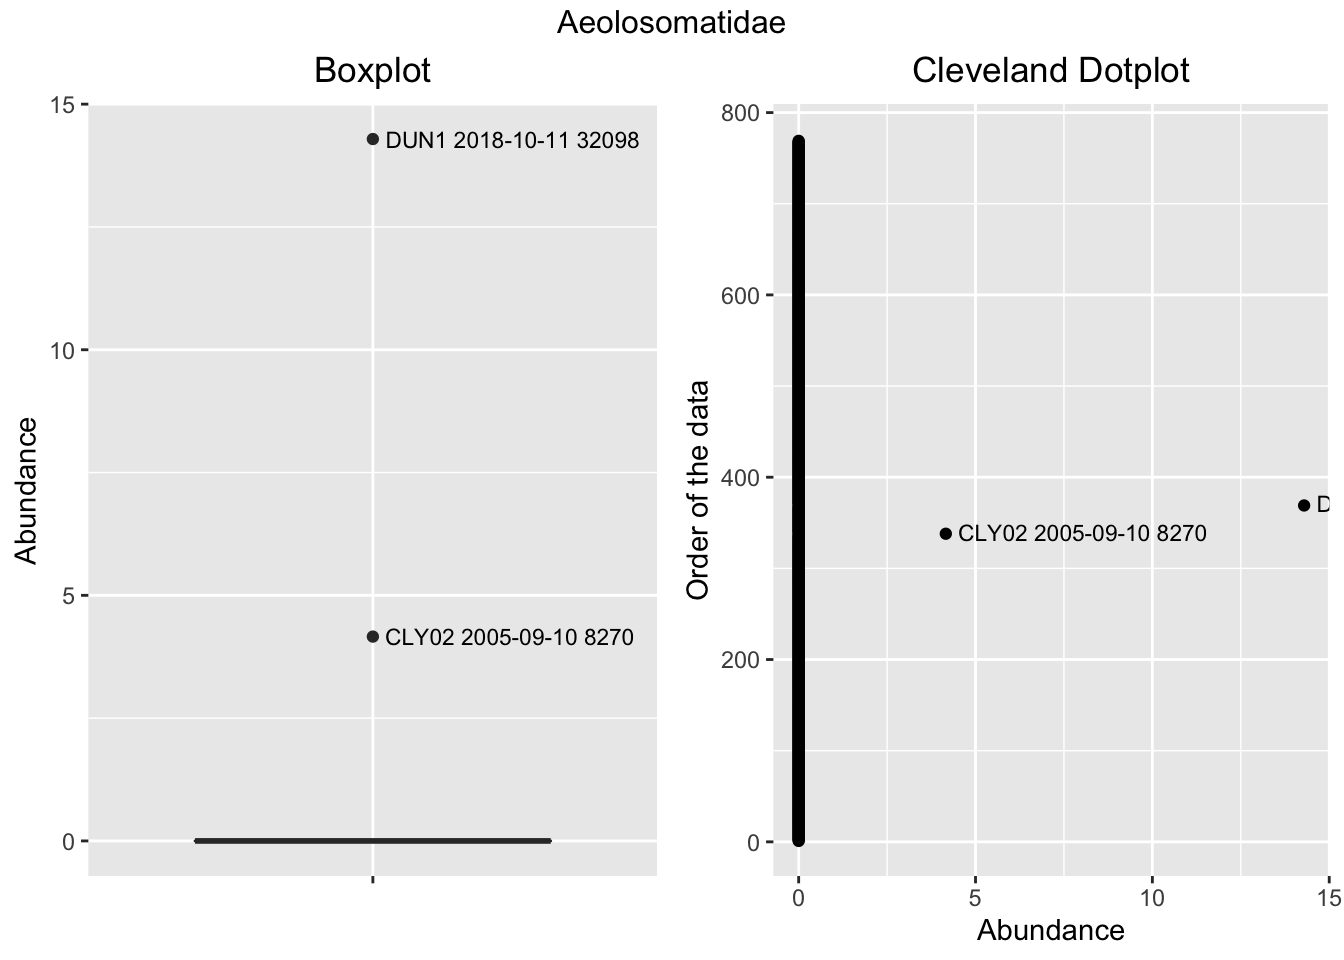 Aeolosomatidae
Boxplot
15
10
5
0
Abundance
DUN1 2018-10-11 32098
CLY02 2005-09-10 8270
Cleveland Dotplot
800
600
400
200
0
Order of the data
CLY02 2005-09-10 8270
D
0 5 10 15
Abundance